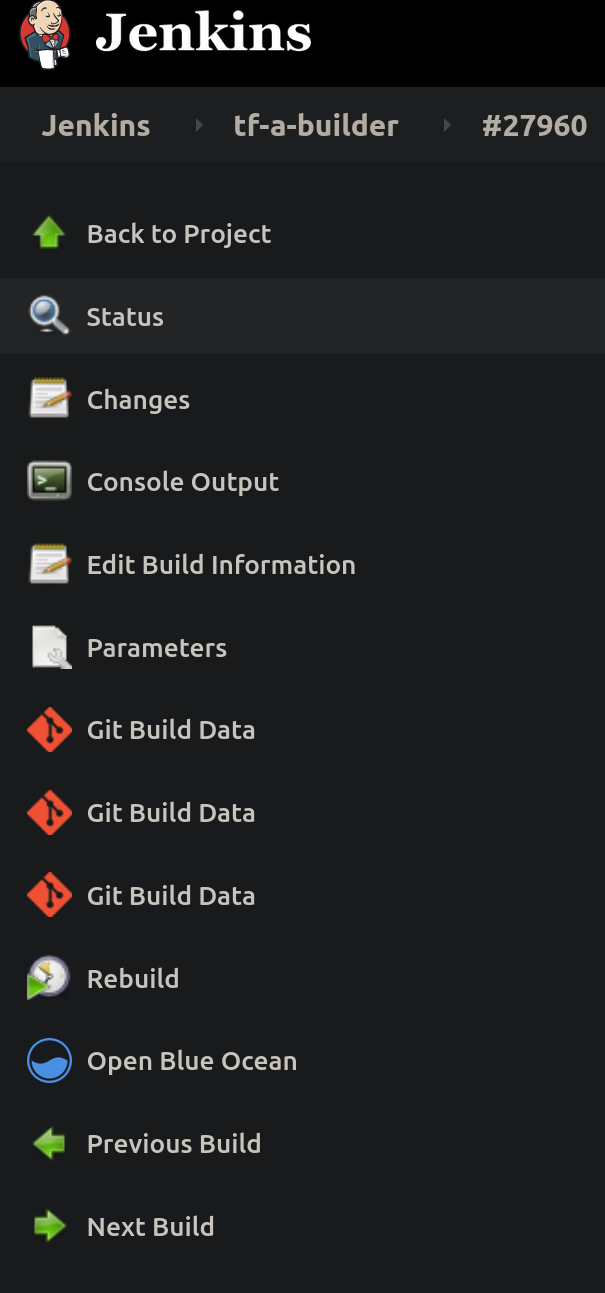 Jenkins
Jenkins tf-a-builder #27960
Back to Project
Status
Changes
Console Output
Edit Build Information
Parameters
Git Build Data
Git Build Data
Git Build Data
Rebuild
Open Blue Ocean
Previous Build
Next Build